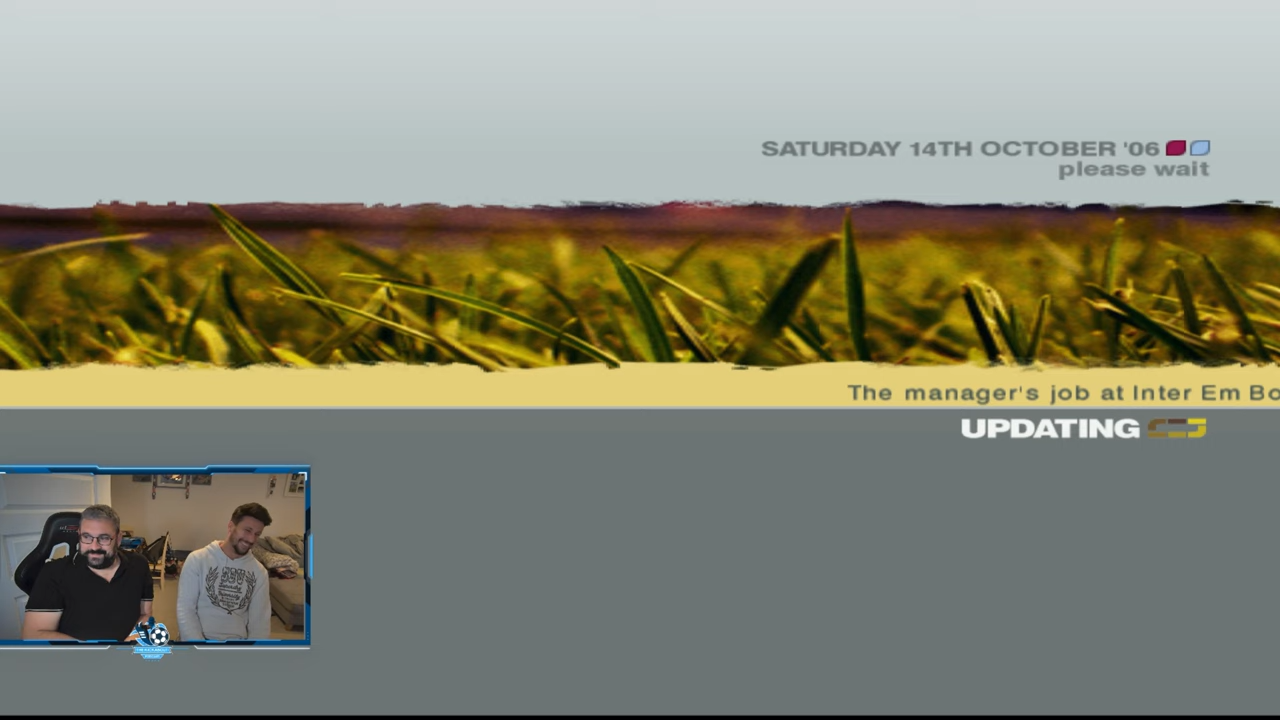 SATURDAY 14TH OCTOBER '06
please wait
The manager's job at Inter Em Bo
UPDATING